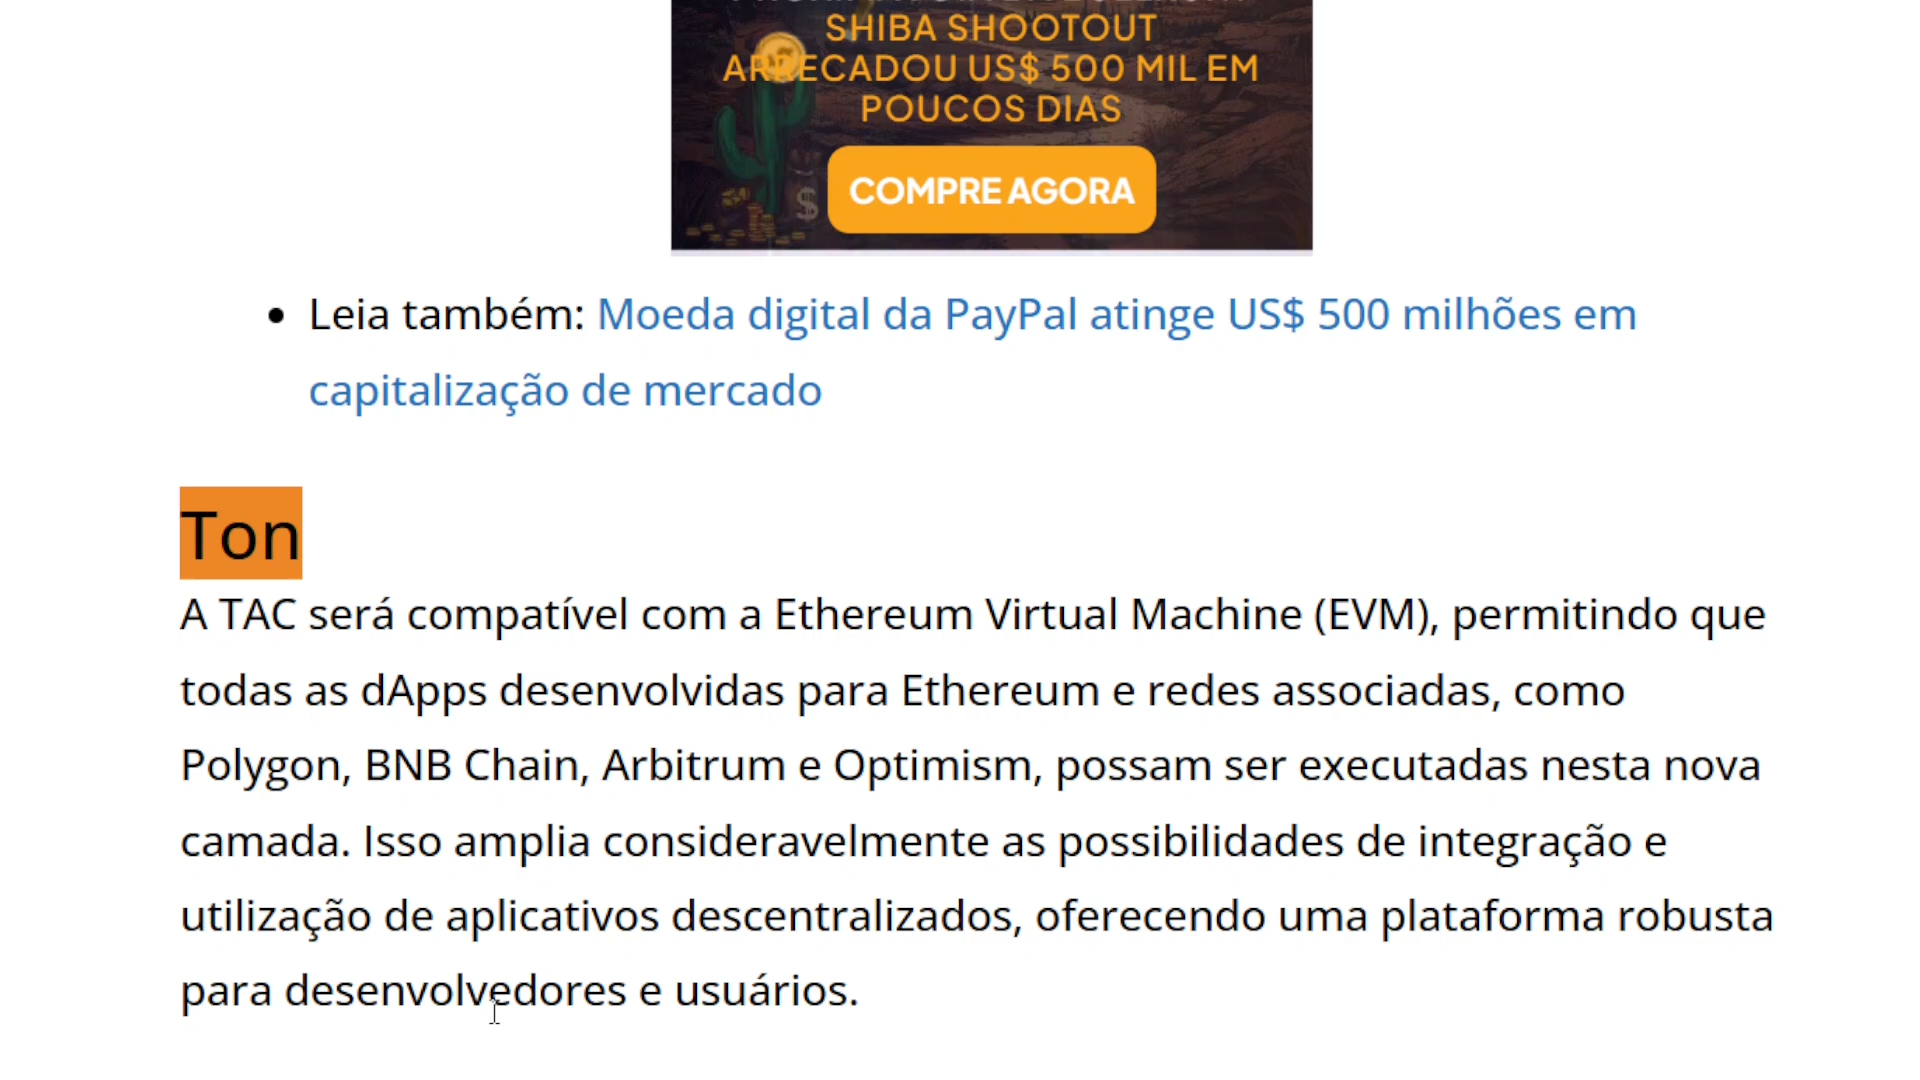 SHIBA SHOOTOUT
ARRECADOU US$ 500 MIL EM
POUCOS DIAS
COMPRE AGORA
Leia também: Moeda digital da PayPal atinge US$ 500 milhões em
capitalização de mercado
Ton
A TAC será compatível com a Ethereum Virtual Machine (EVM), permitindo que
todas as dApps desenvolvidas para Ethereum e redes associadas, como
Polygon, BNB Chain, Arbitrum e Optimism, possam ser executadas nesta nova
camada. Isso amplia consideravelmente as possibilidades de integração e
utilização de aplicativos descentralizados, oferecendo uma plataforma robusta
para desenvolvedores e usuários.